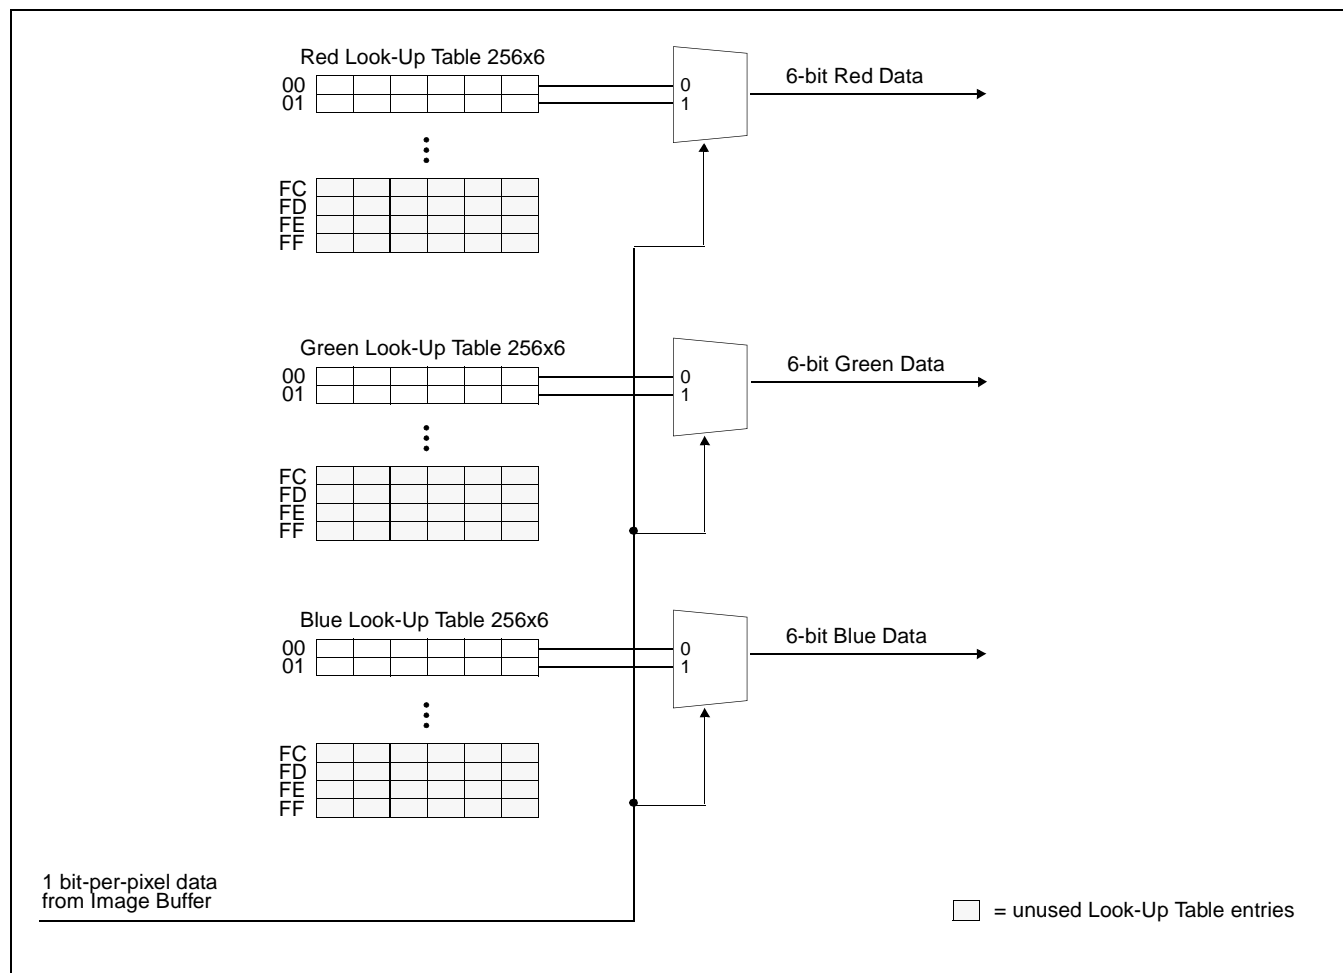 Red Look-Up Table 256x6
00
01
FC
FD
FE
FF
0
1
6-bit Red Data
Green Look-Up Table 256x6
00
01
FC
FD
FE
FF
0
1
6-bit Green Data
Blue Look-Up Table 256x6
00
01
FC
FD
FE
FF
0
1
6-bit Blue Data
1 bit-per-pixel data
from Image Buffer
= unused Look-Up Table entries